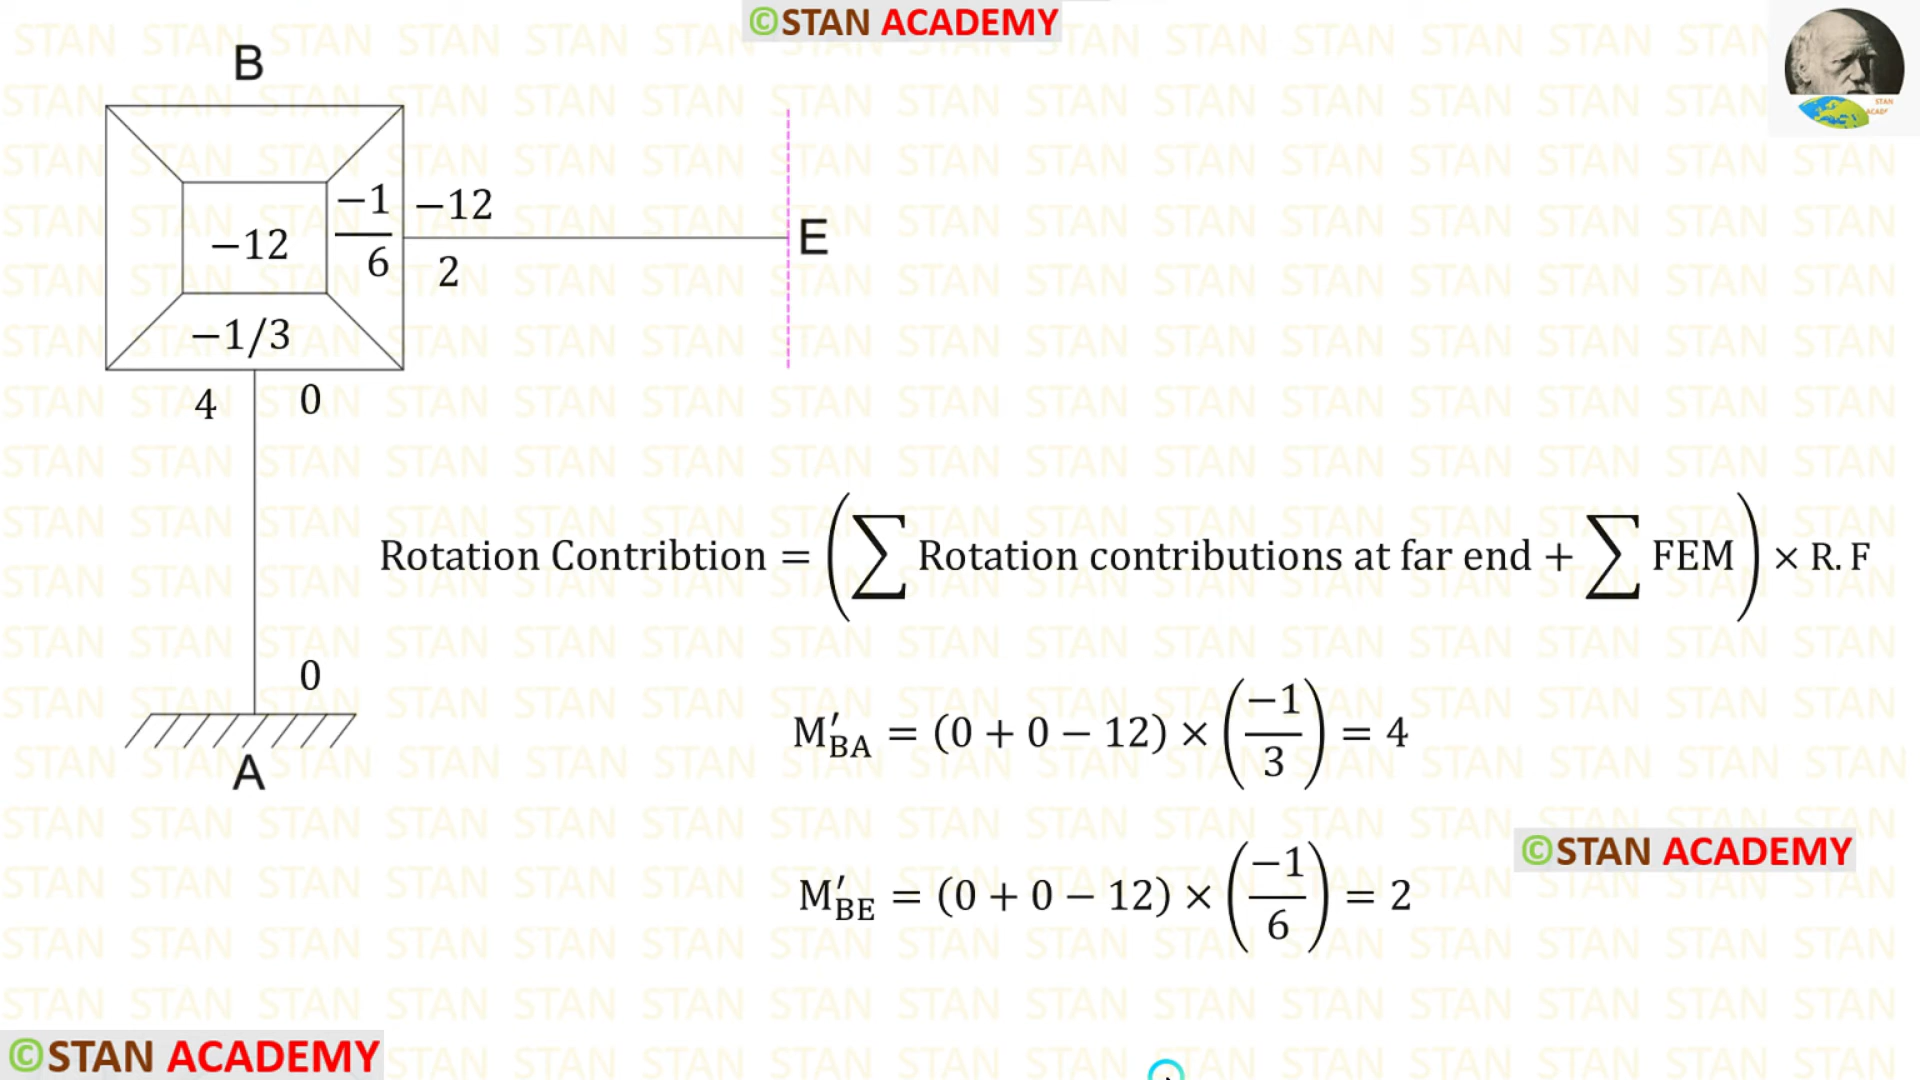 ©STAN ACADEMY
B
STAN
ACADE
−1/6
−12
−12
E
2
−1/3
4 0
Rotation Contribtion = (∑ Rotation contributions at far end + ∑ FEM) × R. F
0
M′BA = (0 + 0 − 12) × (−1/3) = 4
A
©STAN ACADEMY
M′BE = (0 + 0 − 12) × (−1/6) = 2
©STAN ACADEMY